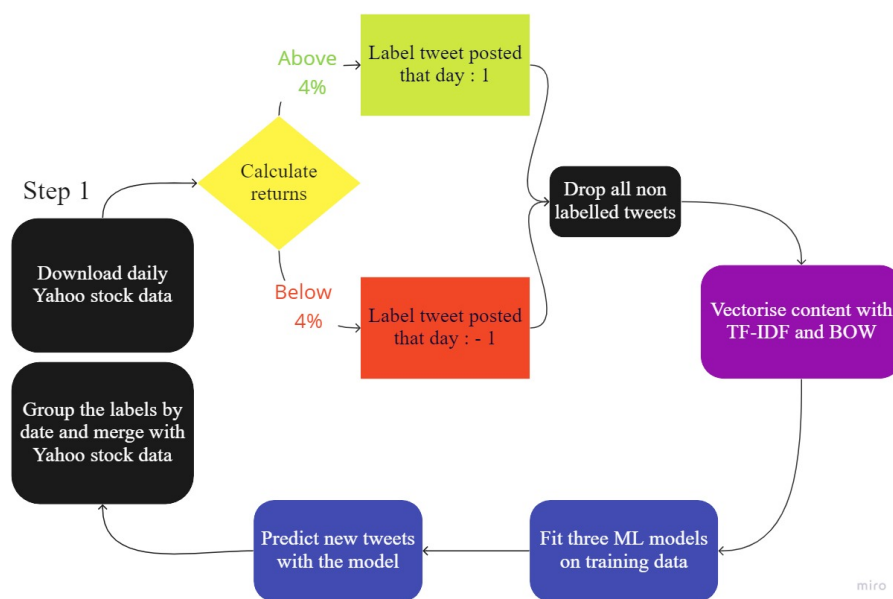 Step 1
Download daily
Yahoo stock data
Calculate
returns
Above
4%
Label tweet posted
that day : 1
Below
4%
Label tweet posted
that day : - 1
Drop all non
labelled tweets
Vectorise content with
TF-IDF and BOW
Fit three ML models
on training data
Predict new tweets
with the model
Group the labels by
date and merge with
Yahoo stock data
miro